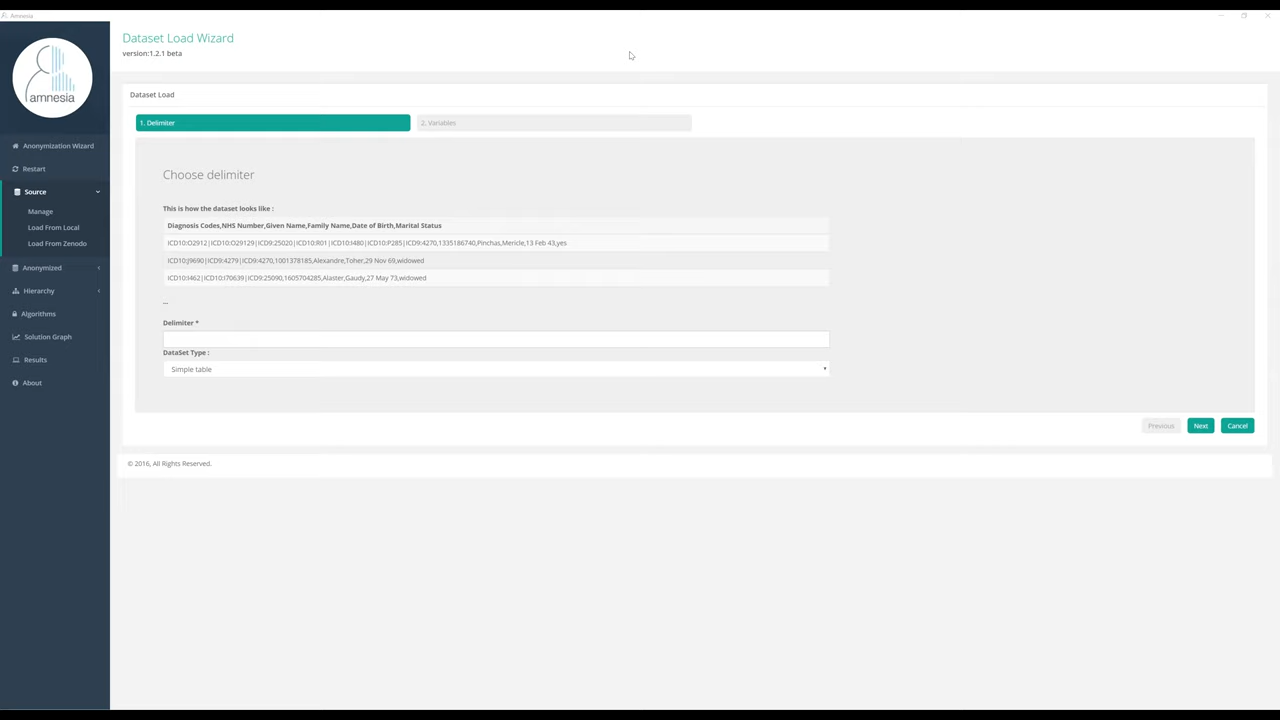 Amnesia
amnesia
Anonymization Wizard
Restart
Source
Manage
Load From Local
Load From Zenodo
Anonymized
Hierarchy
Algorithms
Solution Graph
Results
About
Dataset Load Wizard
version:1.2.1 beta
Dataset Load
1. Delimiter
2. Variables
Choose delimiter
This is how the dataset looks like :
Diagnosis Codes,NHS Number,Given Name,Family Name,Date of Birth,Marital Status
ICD10:O2912|ICD10:O29129|ICD9:25020|ICD10:R01|ICD10:I480|ICD10:P285|ICD9:4270,1335186740,Pinchas,Mericle,13 Feb 43,yes
ICD10:J9690|ICD9:4279|ICD9:4270,1001378185,Alexandre,Toher,29 Nov 69,widowed
ICD10:I462|ICD10:I70639|ICD9:25090,1605704285,Alaster,Gaudy,27 May 73,widowed
...
Delimiter *
DataSet Type :
Simple table
Previous
Next
Cancel
© 2016, All Rights Reserved.